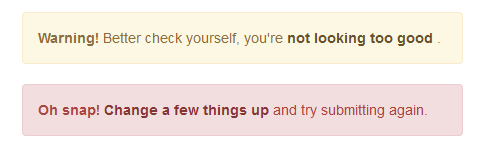 Warning! Better check yourself, you're not looking too good .
Oh snap! Change a few things up and try submitting again.